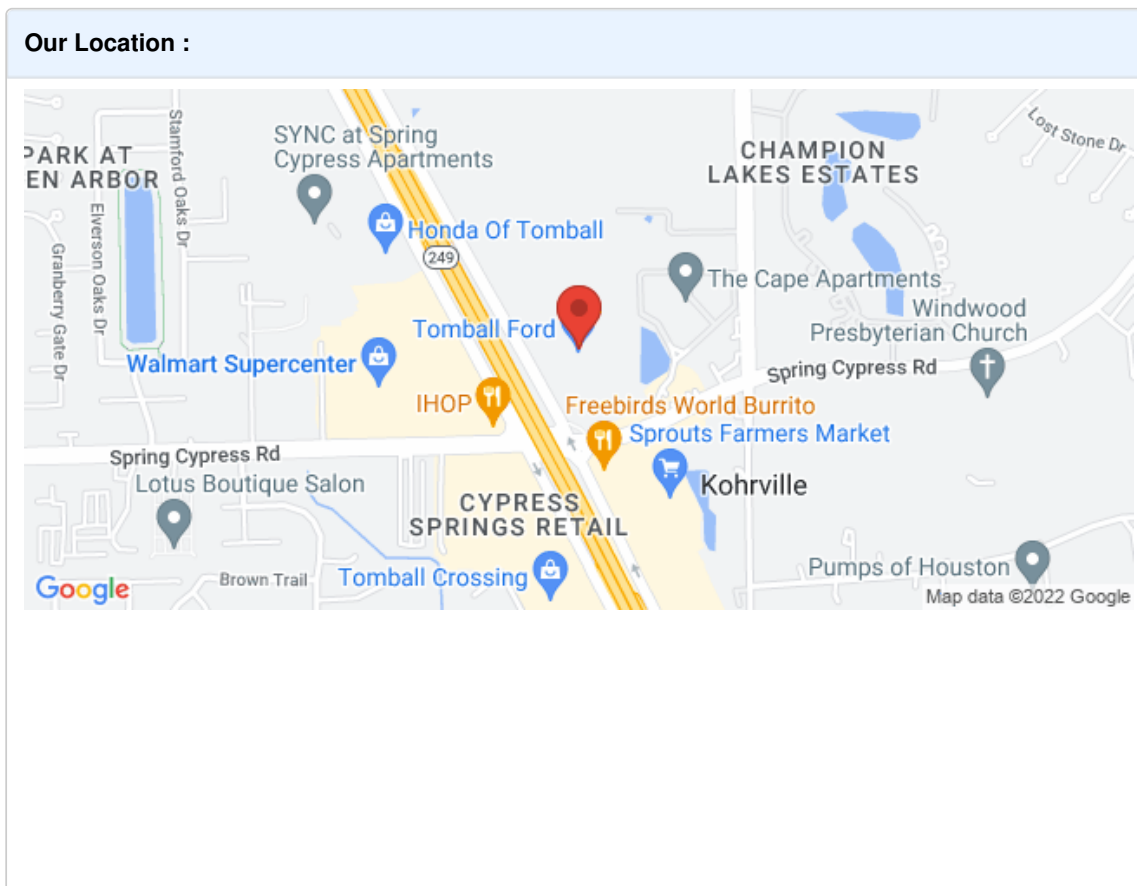 Our Location :
Stamford Oaks Dr
SYNC at Spring
Cypress Apartments
CHAMPION
LAKES ESTATES
Lost Stone Dr
PARK AT
EN ARBOR
Elverson Oaks Dr
Granberry Gate Dr
Honda Of Tomball
249
The Cape Apartments
Windwood
Presbyterian Church
Tomball Ford
Walmart Supercenter
Spring Cypress Rd
IHOP
Freebirds World Burrito
Sprouts Farmers Market
Spring Cypress Rd
Lotus Boutique Salon
Kohrville
CYPRESS
SPRINGS RETAIL
Brown Trail
Tomball Crossing
Pumps of Houston
Google
Map data ©2022 Google